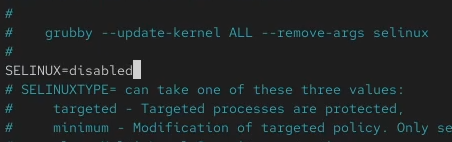 #
#    grubby --update-kernel ALL --remove-args selinux
#
SELINUX=disabled
# SELINUXTYPE= can take one of these three values:
#     targeted - Targeted processes are protected,
#     minimum - Modification of targeted policy. Only se